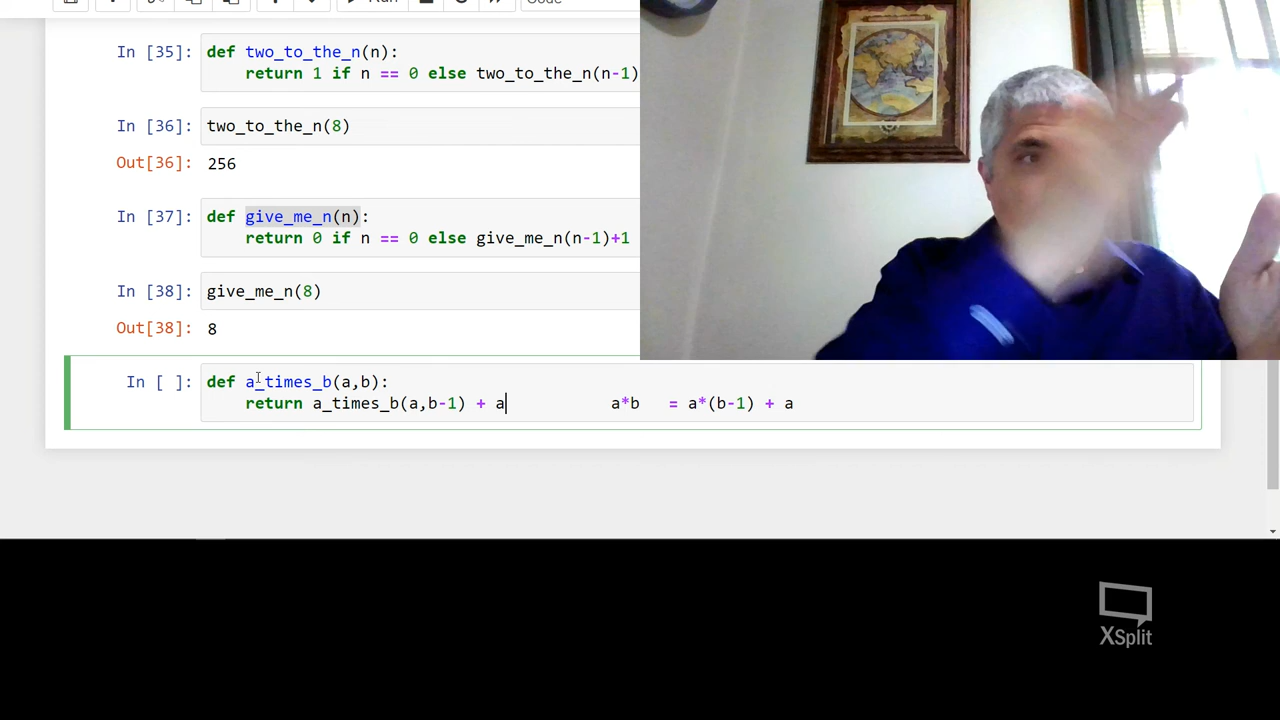 In [35]: def two_to_the_n(n):
return 1 if n == 0 else two_to_the_n(n-1)
In [36]: two_to_the_n(8)
Out[36]: 256
In [37]: def give_me_n(n):
return 0 if n == 0 else give_me_n(n-1)+1
In [38]: give_me_n(8)
Out[38]: 8
In [ ]: def a_times_b(a,b):
return a_times_b(a,b-1) + a a*b = a*(b-1) + a
XSplit